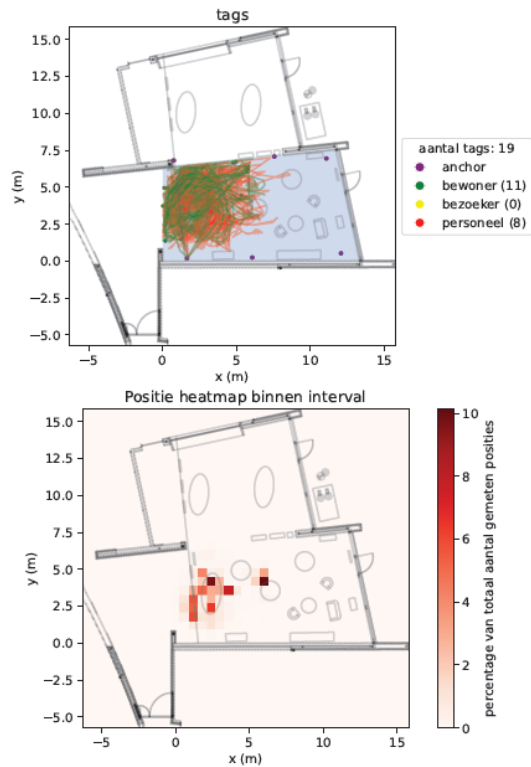 tags
15.0
12.5
10.0
7.5
5.0
2.5
0.0
−2.5
−5.0
y (m)
−5
0
5
10
15
x (m)
aantal tags: 19
anchor
bewoner (11)
bezoeker (0)
personeel (8)
Positie heatmap binnen interval
15.0
12.5
10.0
7.5
5.0
2.5
0.0
−2.5
−5.0
y (m)
−5
0
5
10
15
x (m)
10
8
6
4
2
0
percentage van totaal aantal gemeten posities